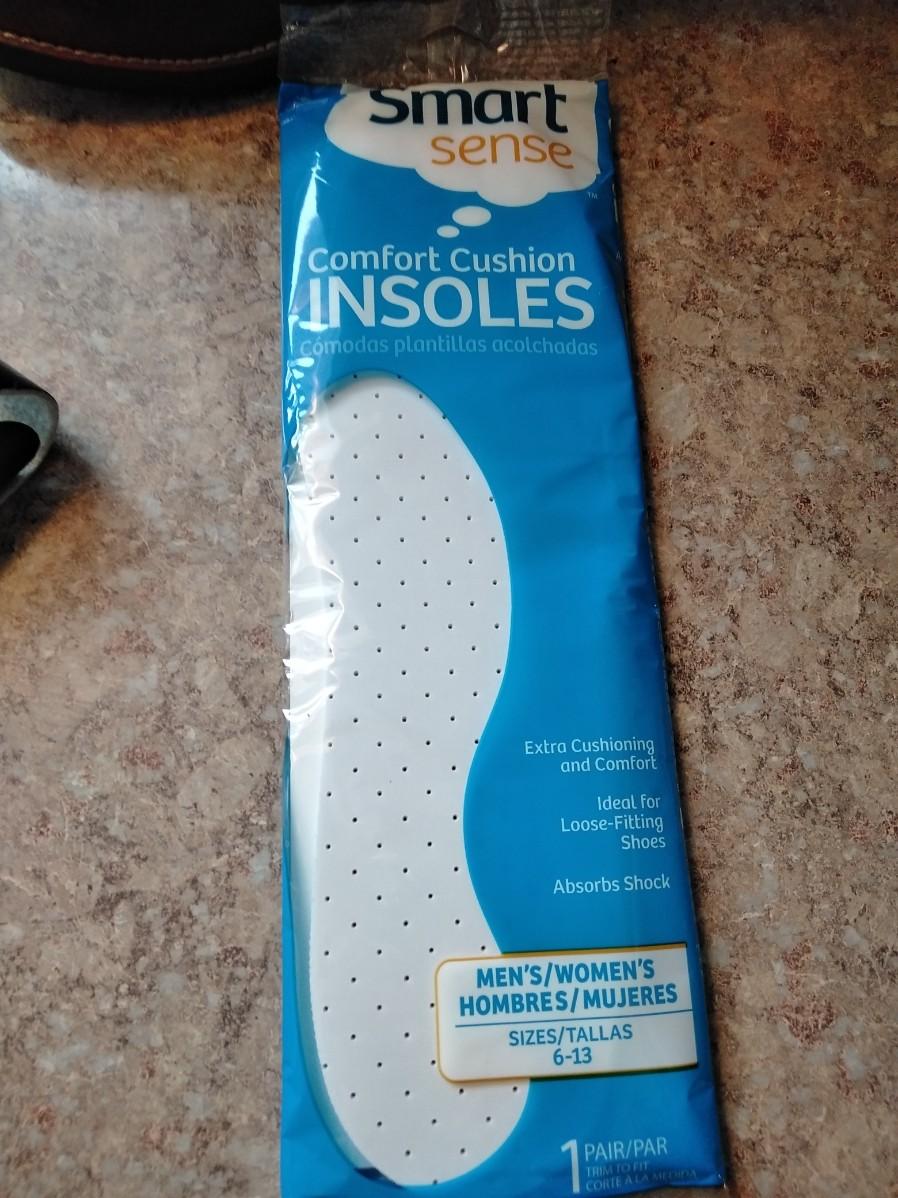 Smart
sense
™
Comfort Cushion
INSOLES
Cómodas plantillas acolchadas
Extra Cushioning
and Comfort
Ideal for
Loose-Fitting
Shoes
Absorbs Shock
MEN'S/WOMEN'S
HOMBRES/MUJERES
SIZES/TALLAS
6-13
1 PAIR/PAR
TRIM TO FIT
CORTE A LA MEDIDA